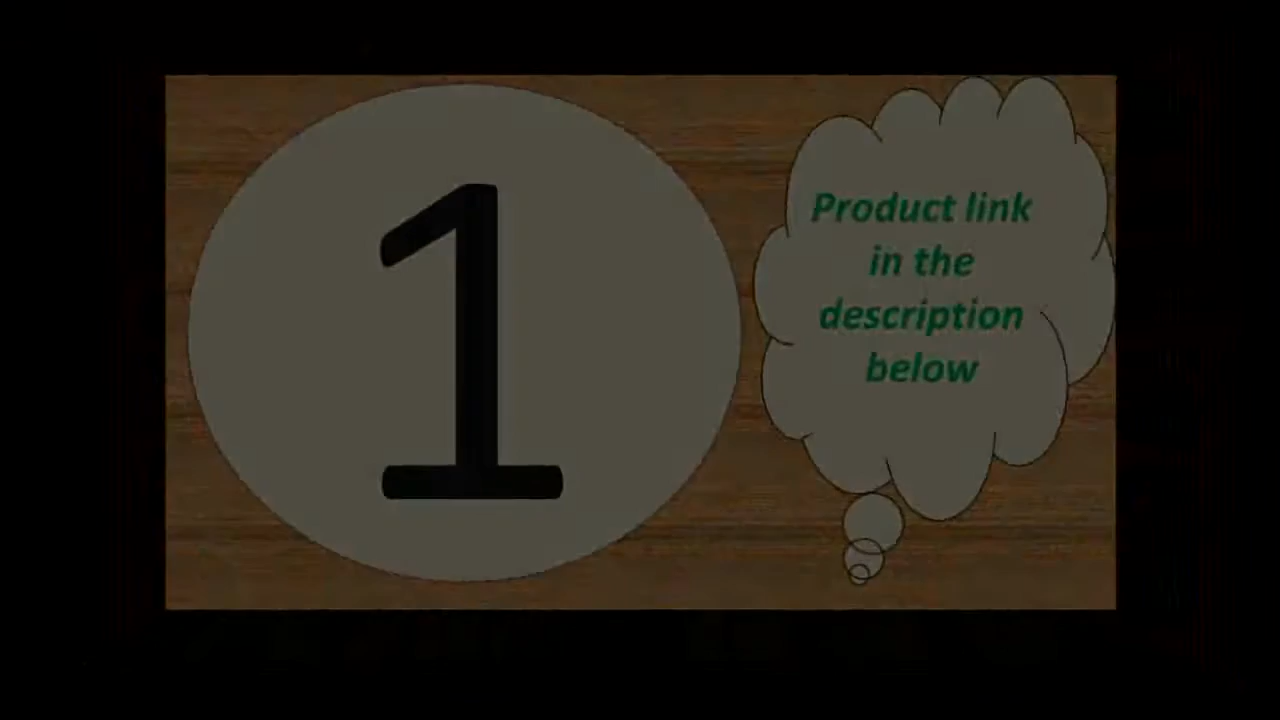 1
Product link
in the
description
below